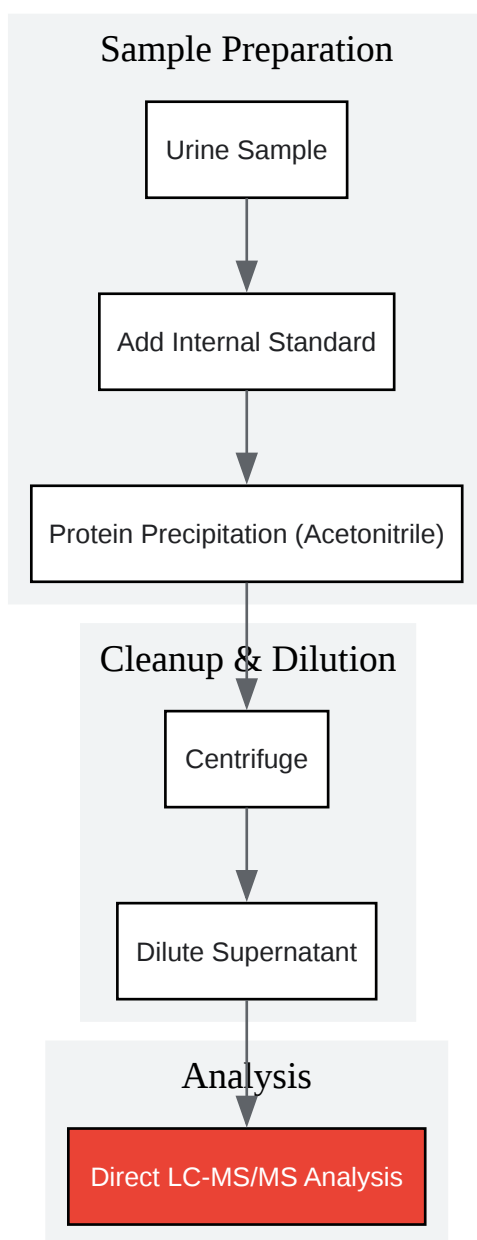 Sample Preparation
Urine Sample
Add Internal Standard
Protein Precipitation (Acetonitrile)
Cleanup & Dilution
Centrifuge
Dilute Supernatant
Analysis
Direct LC-MS/MS Analysis